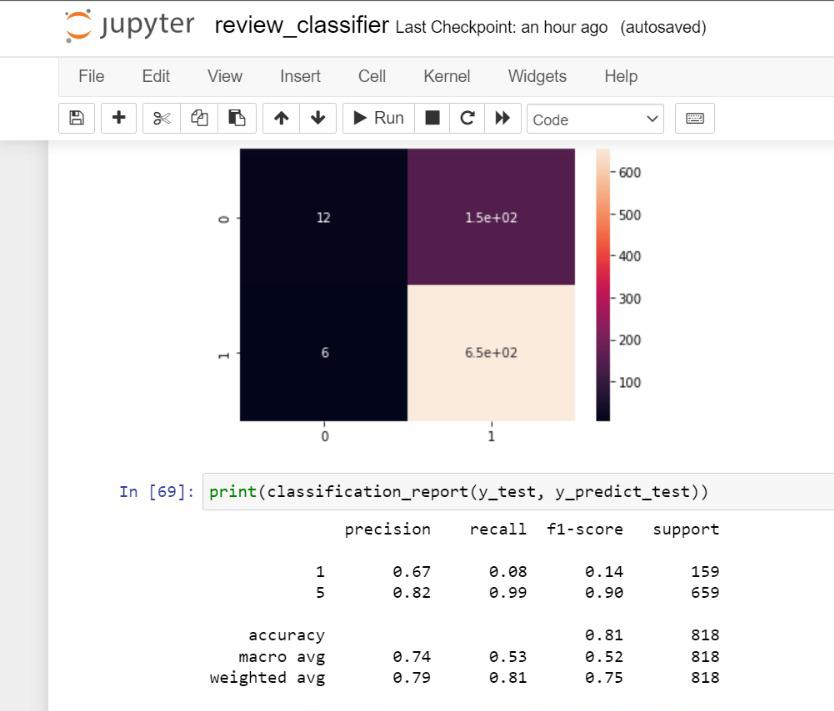 jupyter review_classifier Last Checkpoint: an hour ago (autosaved)
File Edit View Insert Cell Kernel Widgets Help
Run Code
600
0 12 1.5e+02
500
400
300
1 6 6.5e+02
200
100
0 1
In [69]: print(classification_report(y_test, y_predict_test))
precision recall f1-score support
1 0.67 0.08 0.14 159
5 0.82 0.99 0.90 659
accuracy 0.81 818
macro avg 0.74 0.53 0.52 818
weighted avg 0.79 0.81 0.75 818